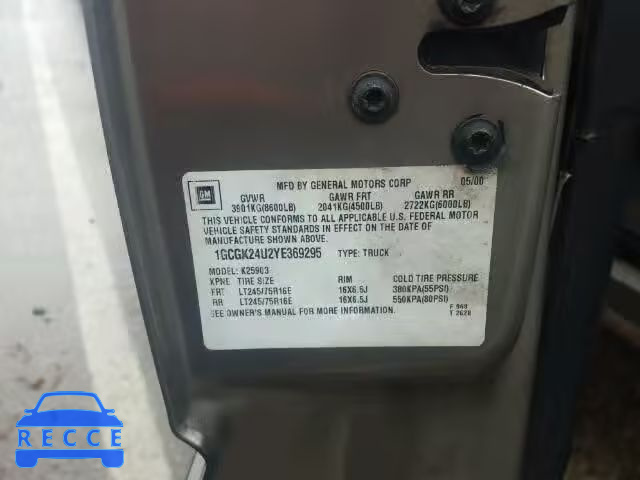 GM
MFD BY GENERAL MOTORS CORP 05/00
GVWR GAWR FRT GAWR RR
3901KG(8600LB) 2041KG(4500LB) 2722KG(6000LB)
THIS VEHICLE CONFORMS TO ALL APPLICABLE U.S. FEDERAL MOTOR
VEHICLE SAFETY STANDARDS IN EFFECT ON THE DATE OF
MANUFACTURE SHOWN ABOVE.
1GCGK24U2YE369295 TYPE: TRUCK
MODEL: K25903
KPNE TIRE SIZE RIM COLD TIRE PRESSURE
FRT LT245/75R16E 16X6.5J 380KPA(55PSI)
RR LT245/75R16E 16X6.5J 550KPA(80PSI)
SEE OWNER'S MANUAL FOR MORE INFORMATION.
RECCE